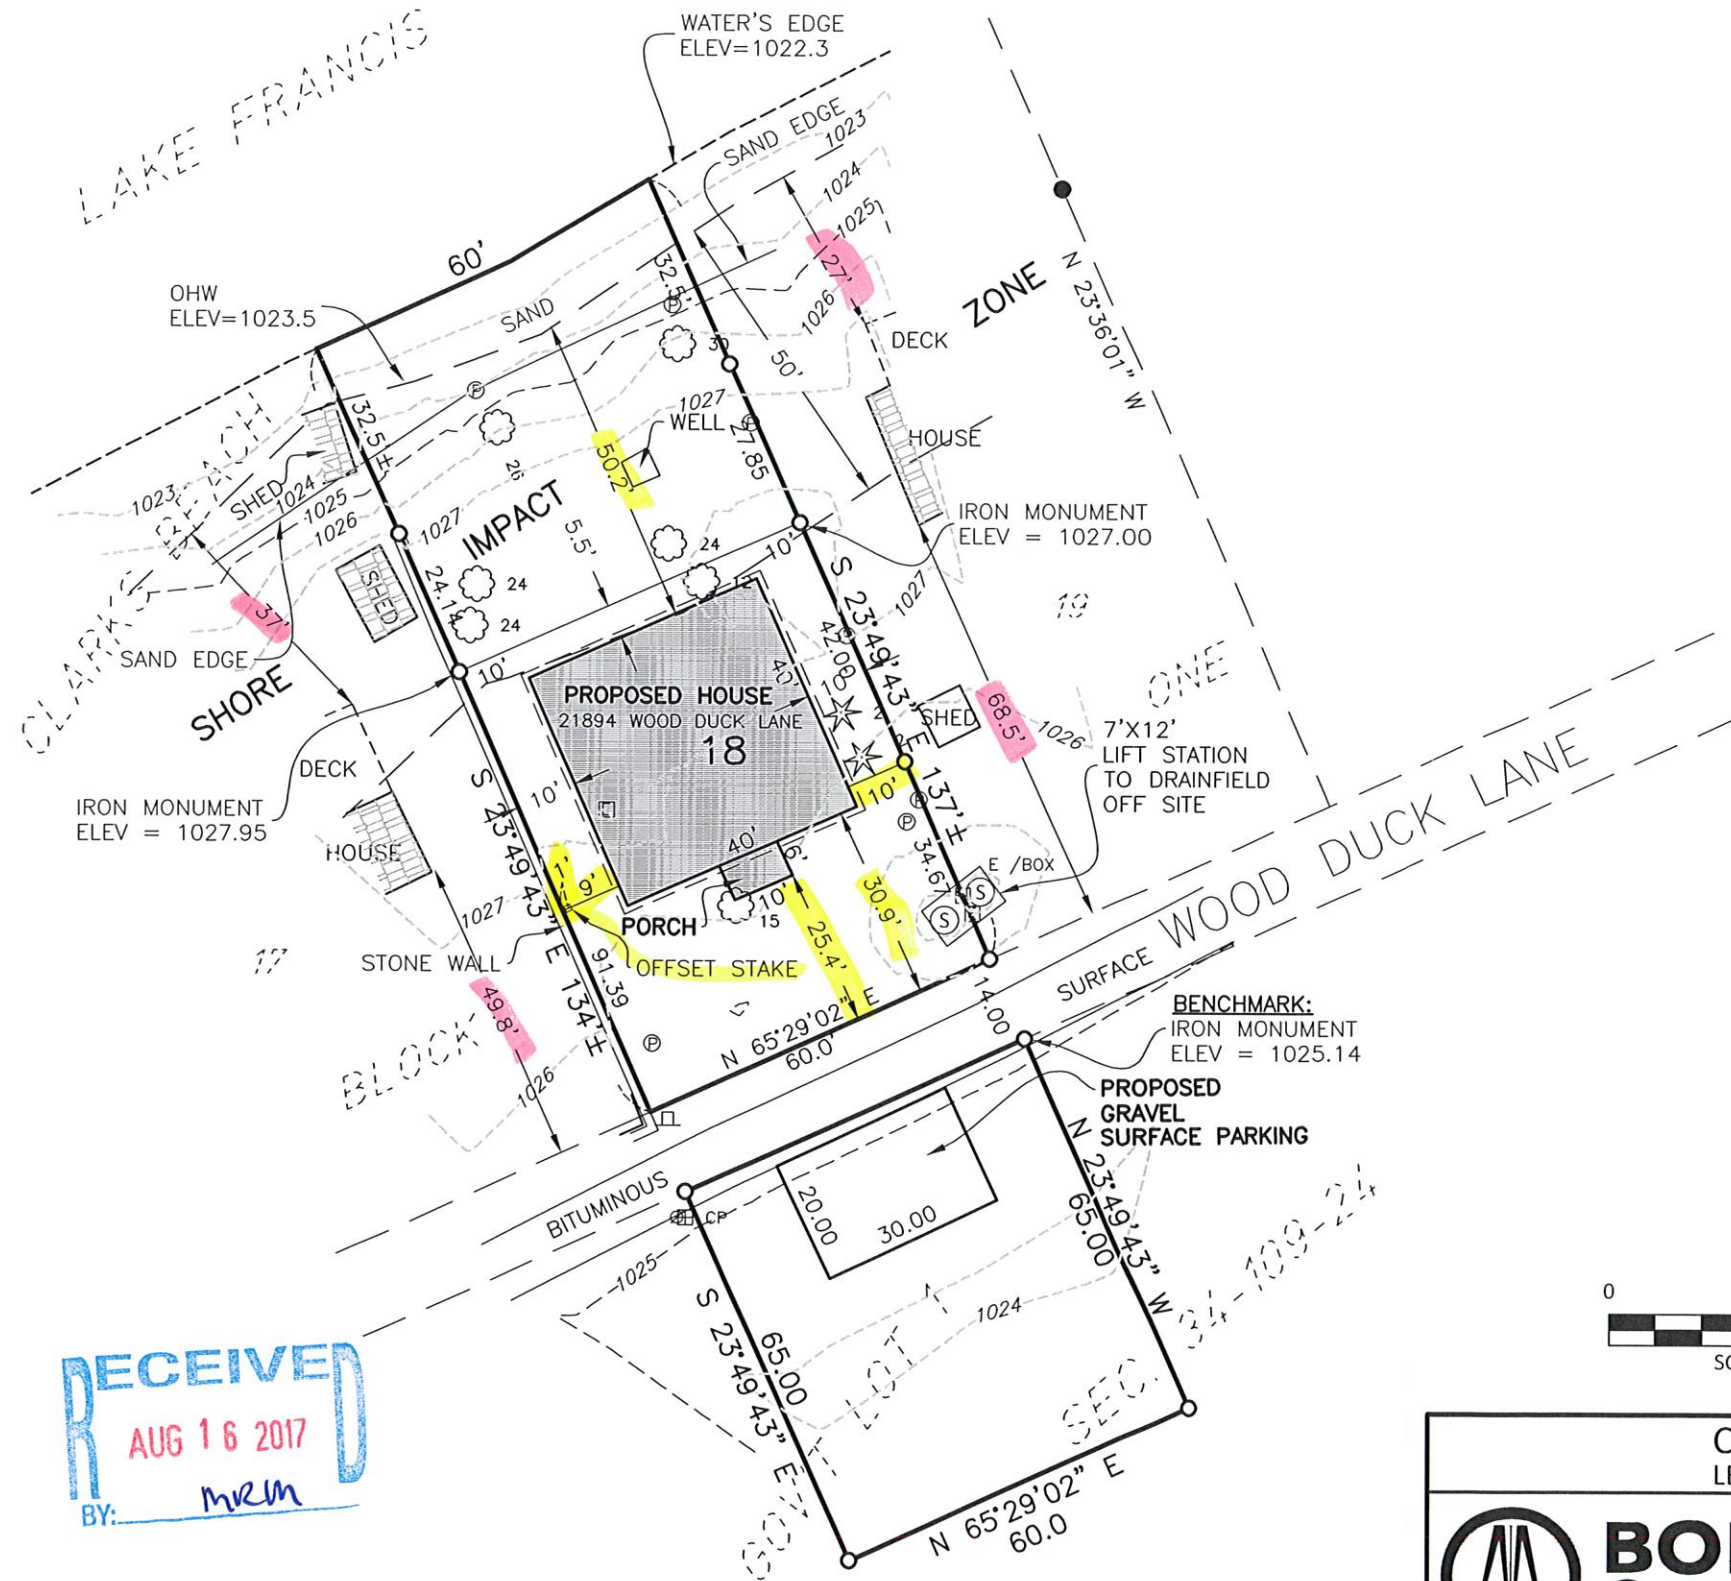 LAKE FRANCIS
WATER'S EDGE
ELEV=1022.3
SAND EDGE
1023
1024
1025
1026
27'
60'
OHW
ELEV=1023.5
SAND
32.5'
30
50'
DECK
ZONE
N 23°36'01" W
1027
WELL
27.85
HOUSE
32.5'±
26
50.2'
SHED
1023
1024
1025
1026
1027
CLARKS BEACH
IMPACT
5.5'
24
10'
IRON MONUMENT
ELEV = 1027.00
SHED
24.14
24
24
37'
SAND EDGE
SHORE
10'
1027
19
S 23°49'43" E
42.00
40'
10'
PROPOSED HOUSE
21894 WOOD DUCK LANE
18
SHED
68.5'
1026
ONE
7'X12'
LIFT STATION
TO DRAINFIELD
OFF SITE
DECK
IRON MONUMENT
ELEV = 1027.95
S 23°49'43" E
10'
10'
137'±
HOUSE
40'
6'
1'
9'
34.67
E /BOX
S
S
30.9'
10'
15
PORCH
25.4'
1027
17
STONE WALL
OFFSET STAKE
91.39
134'±
49.8'
WOOD DUCK LANE
SURFACE
14.00
N 65°29'02" E
60.0'
BENCHMARK:
IRON MONUMENT
ELEV = 1025.14
BLOCK
1026
PROPOSED
GRAVEL
SURFACE PARKING
BITUMINOUS
CP
20.00
30.00
N 23°49'43" W
65.00
1025
1024
S 23°49'43" E
65.00
GOV'T LOT 1
SEC. 34-109-24
N 65°29'02" E
60.0
RECEIVED
AUG 16 2017
BY: MRM
0